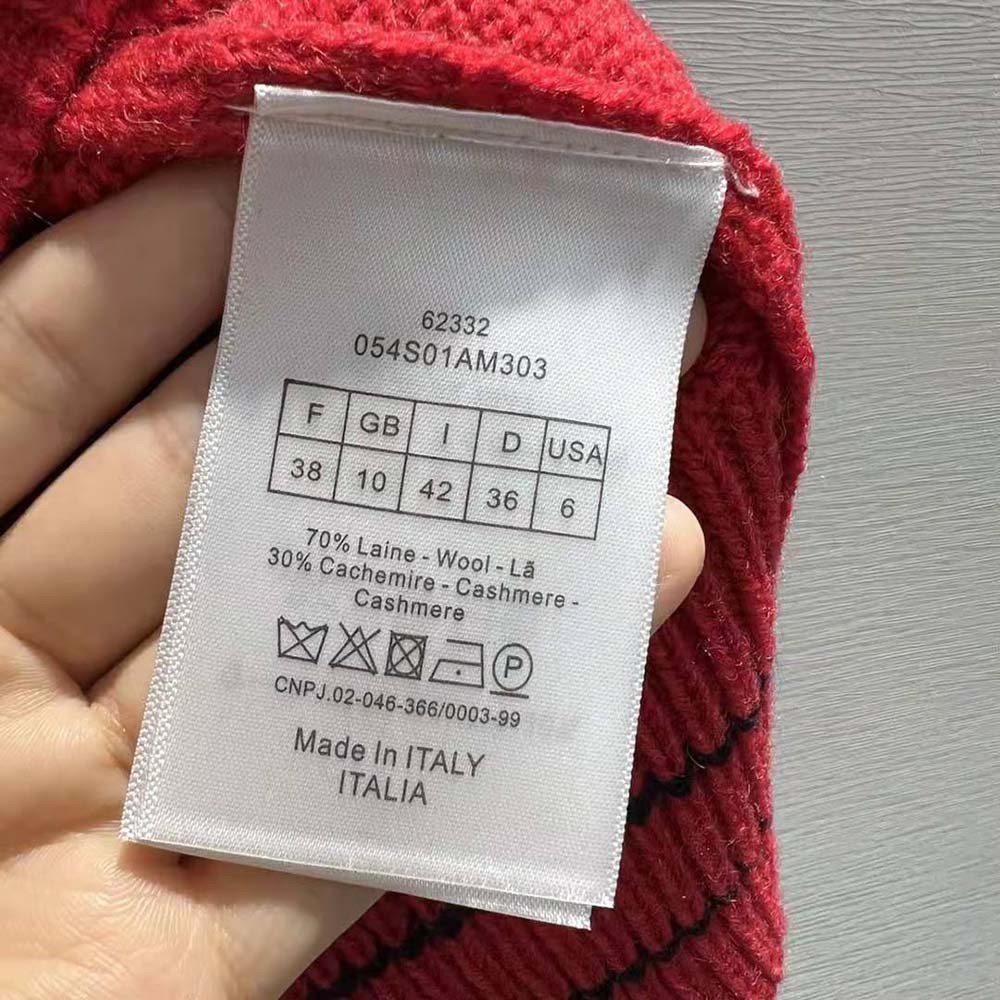 62332
054S01AM303
F GB I D USA
38 10 42 36 6
70% Laine - Wool - Lã
30% Cachemire - Cashmere -
Cashmere
P
CNPJ.02-046-366/0003-99
Made In ITALY
ITALIA